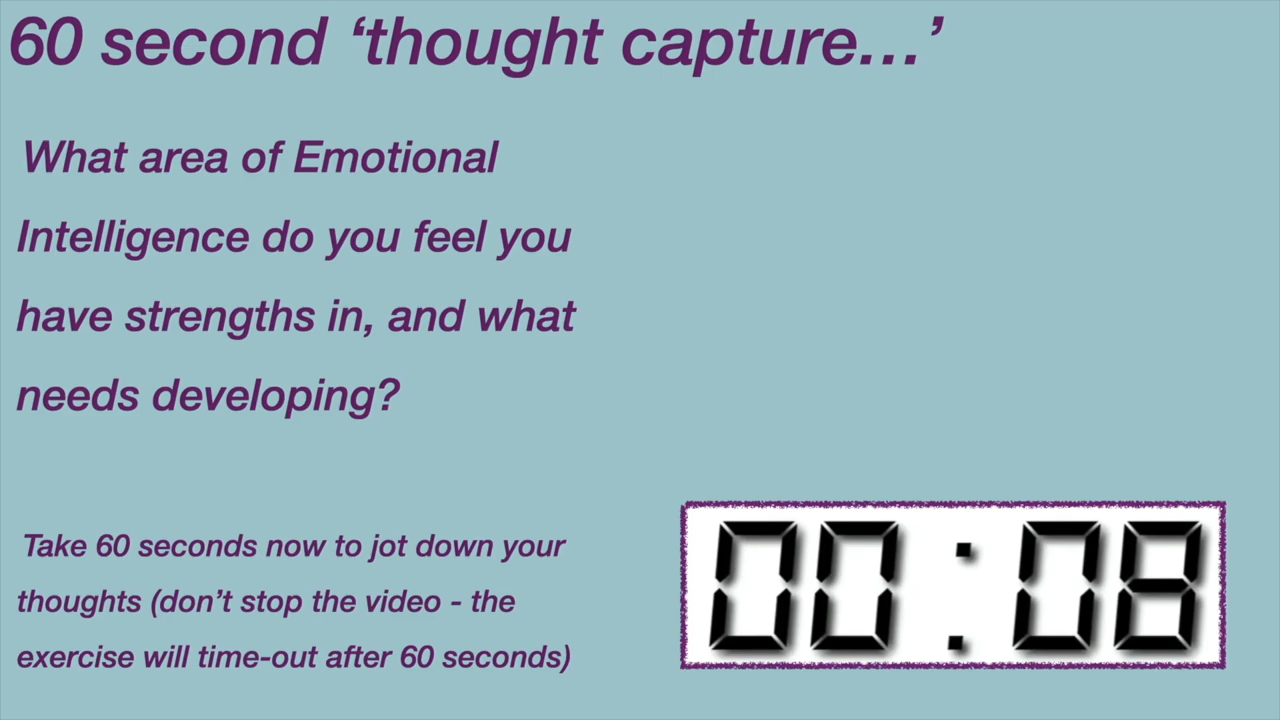 60 second ‘thought capture…’
What area of Emotional
Intelligence do you feel you
have strengths in, and what
needs developing?
Take 60 seconds now to jot down your
thoughts (don’t stop the video - the
exercise will time-out after 60 seconds)
00:08